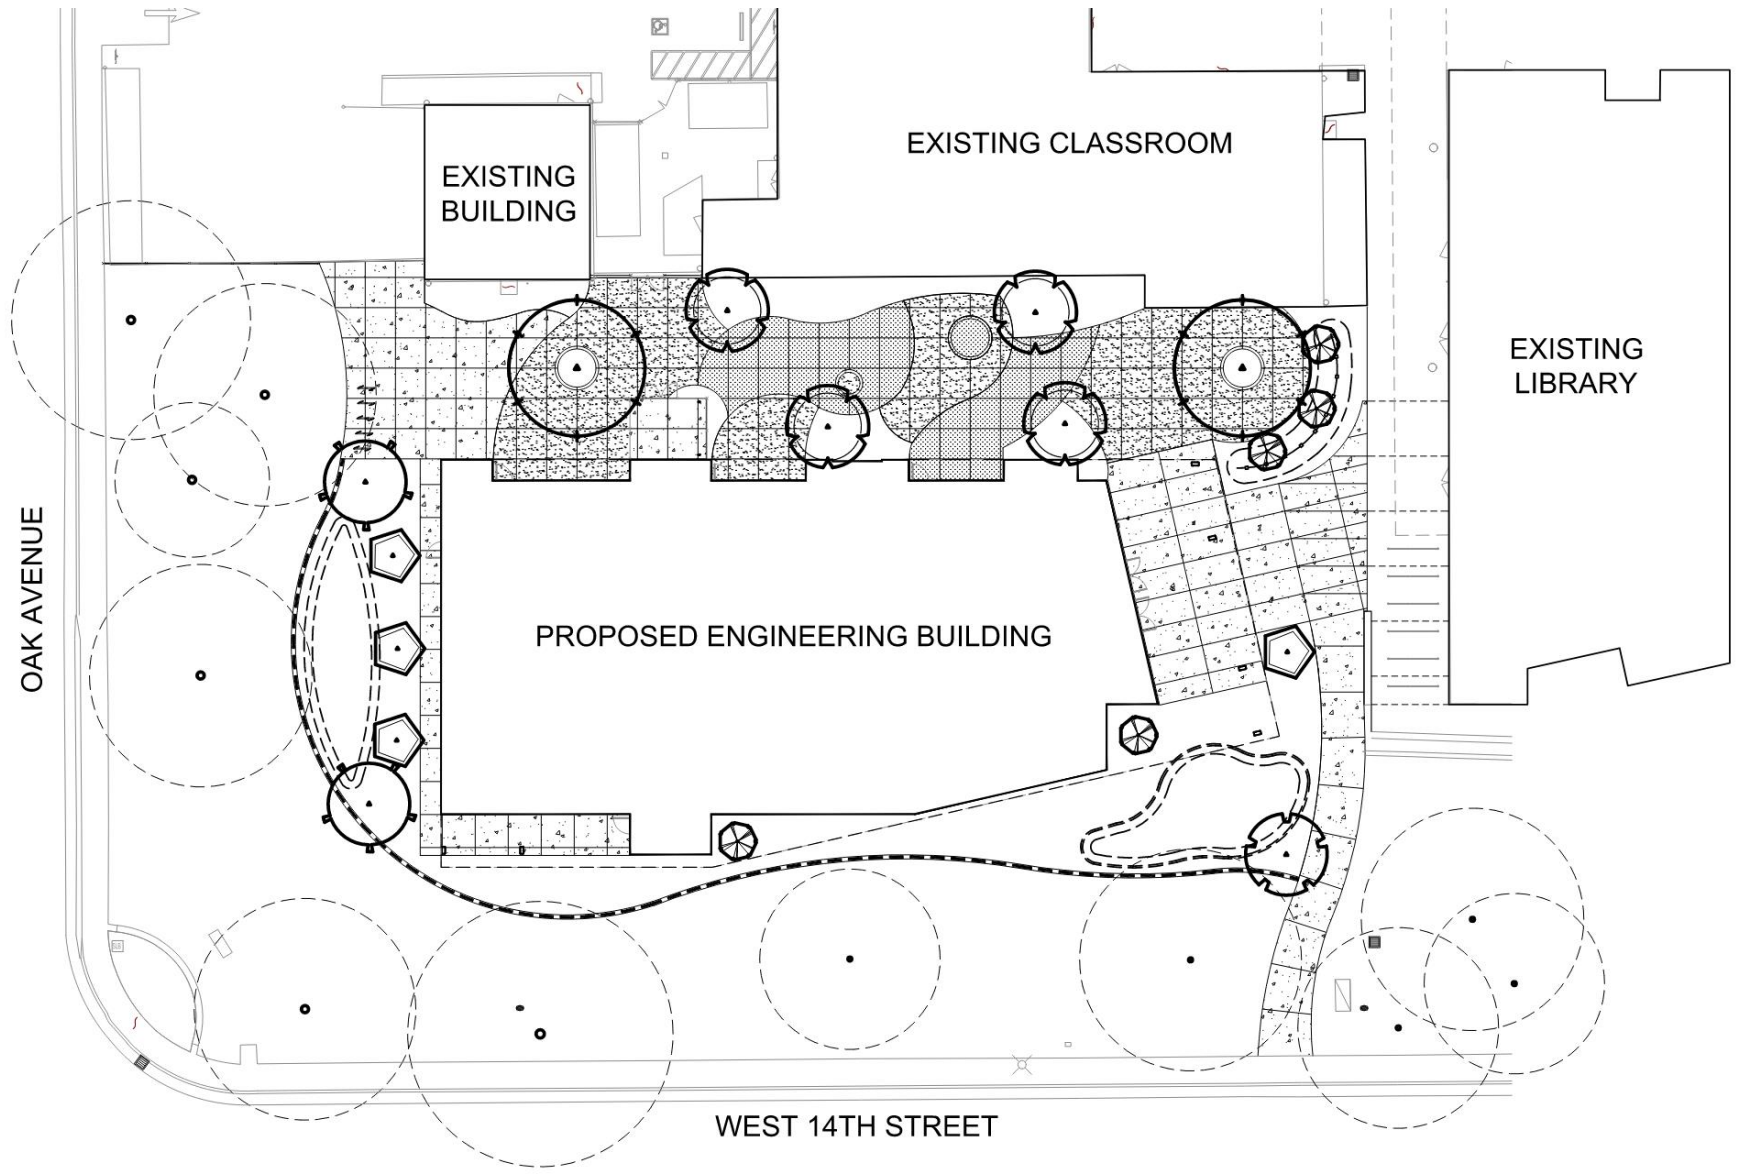 EXISTING CLASSROOM
EXISTING
BUILDING
EXISTING
LIBRARY
OAK AVENUE
PROPOSED ENGINEERING BUILDING
WEST 14TH STREET